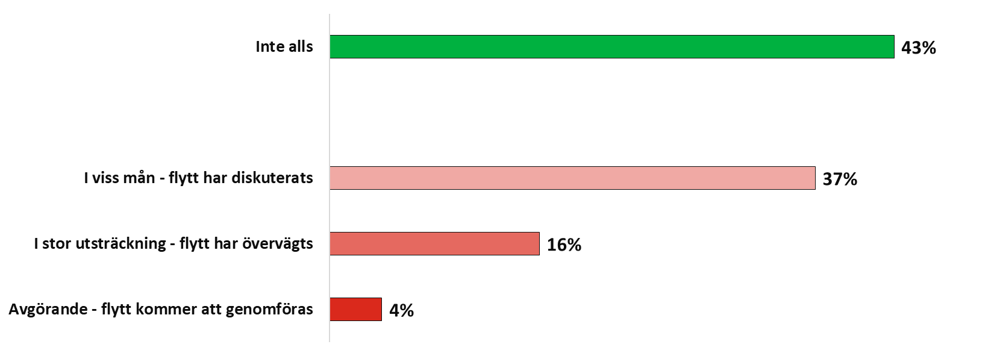 Inte alls 43%
I viss mån - flytt har diskuterats 37%
I stor utsträckning - flytt har övervägts 16%
Avgörande - flytt kommer att genomföras 4%